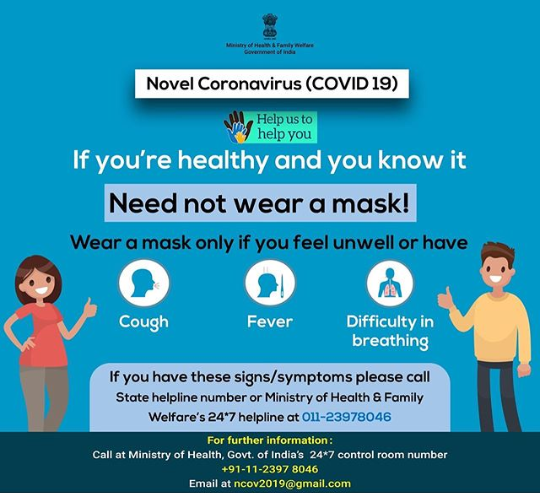 Ministry of Health & Family Welfare
Government of India
Novel Coronavirus (COVID 19)
Help us to
help you
If you're healthy and you know it
Need not wear a mask!
Wear a mask only if you feel unwell or have
Cough
Fever
Difficulty in
breathing
If you have these signs/symptoms please call
State helpline number or Ministry of Health & Family
Welfare's 24*7 helpline at 011-23978046
For further information :
Call at Ministry of Health, Govt. of India's 24*7 control room number
+91-11-2397 8046
Email at ncov2019@gmail.com